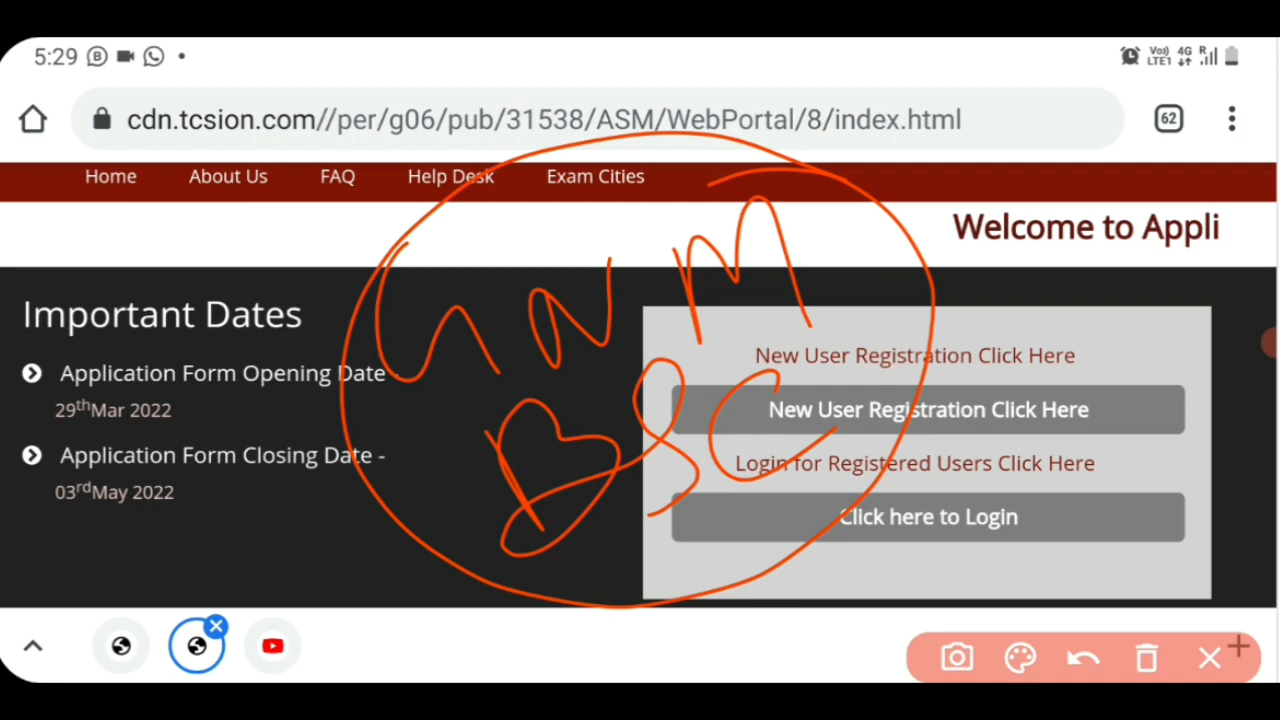 5:29
Vo) LTE1 4G R
cdn.tcsion.com//per/g06/pub/31538/ASM/WebPortal/8/index.html
62
Home About Us FAQ Help Desk Exam Cities
Welcome to Appli
Important Dates
Application Form Opening Date -
29thMar 2022
Application Form Closing Date -
03rdMay 2022
New User Registration Click Here
New User Registration Click Here
Login for Registered Users Click Here
Click here to Login
BSC